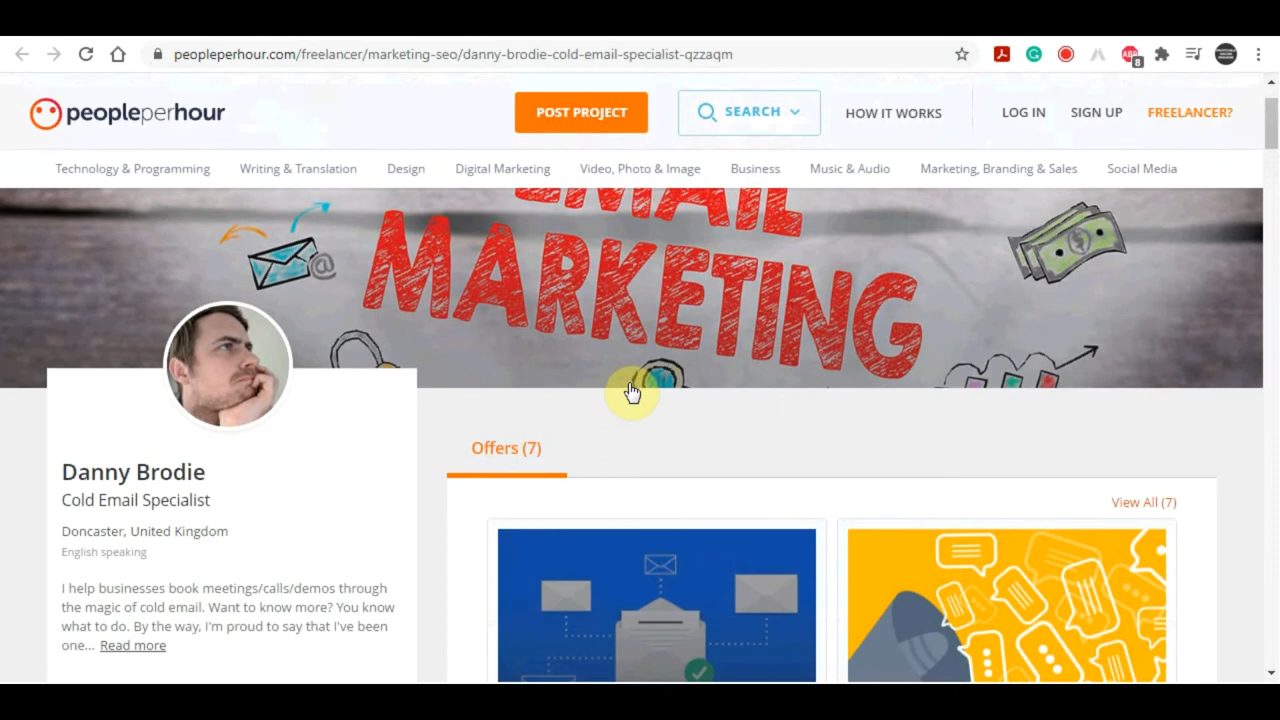 peopleperhour.com/freelancer/marketing-seo/danny-brodie-cold-email-specialist-qzzaqm
ABP
8
peopleperhour
POST PROJECT
SEARCH
HOW IT WORKS
LOG IN
SIGN UP
FREELANCER?
Technology & Programming
Writing & Translation
Design
Digital Marketing
Video, Photo & Image
Business
Music & Audio
Marketing, Branding & Sales
Social Media
EMAIL
MARKETING
@
$
Danny Brodie
Cold Email Specialist
Doncaster, United Kingdom
English speaking
I help businesses book meetings/calls/demos through
the magic of cold email. Want to know more? You know
what to do. By the way, I'm proud to say that I've been
one... Read more
Offers (7)
View All (7)